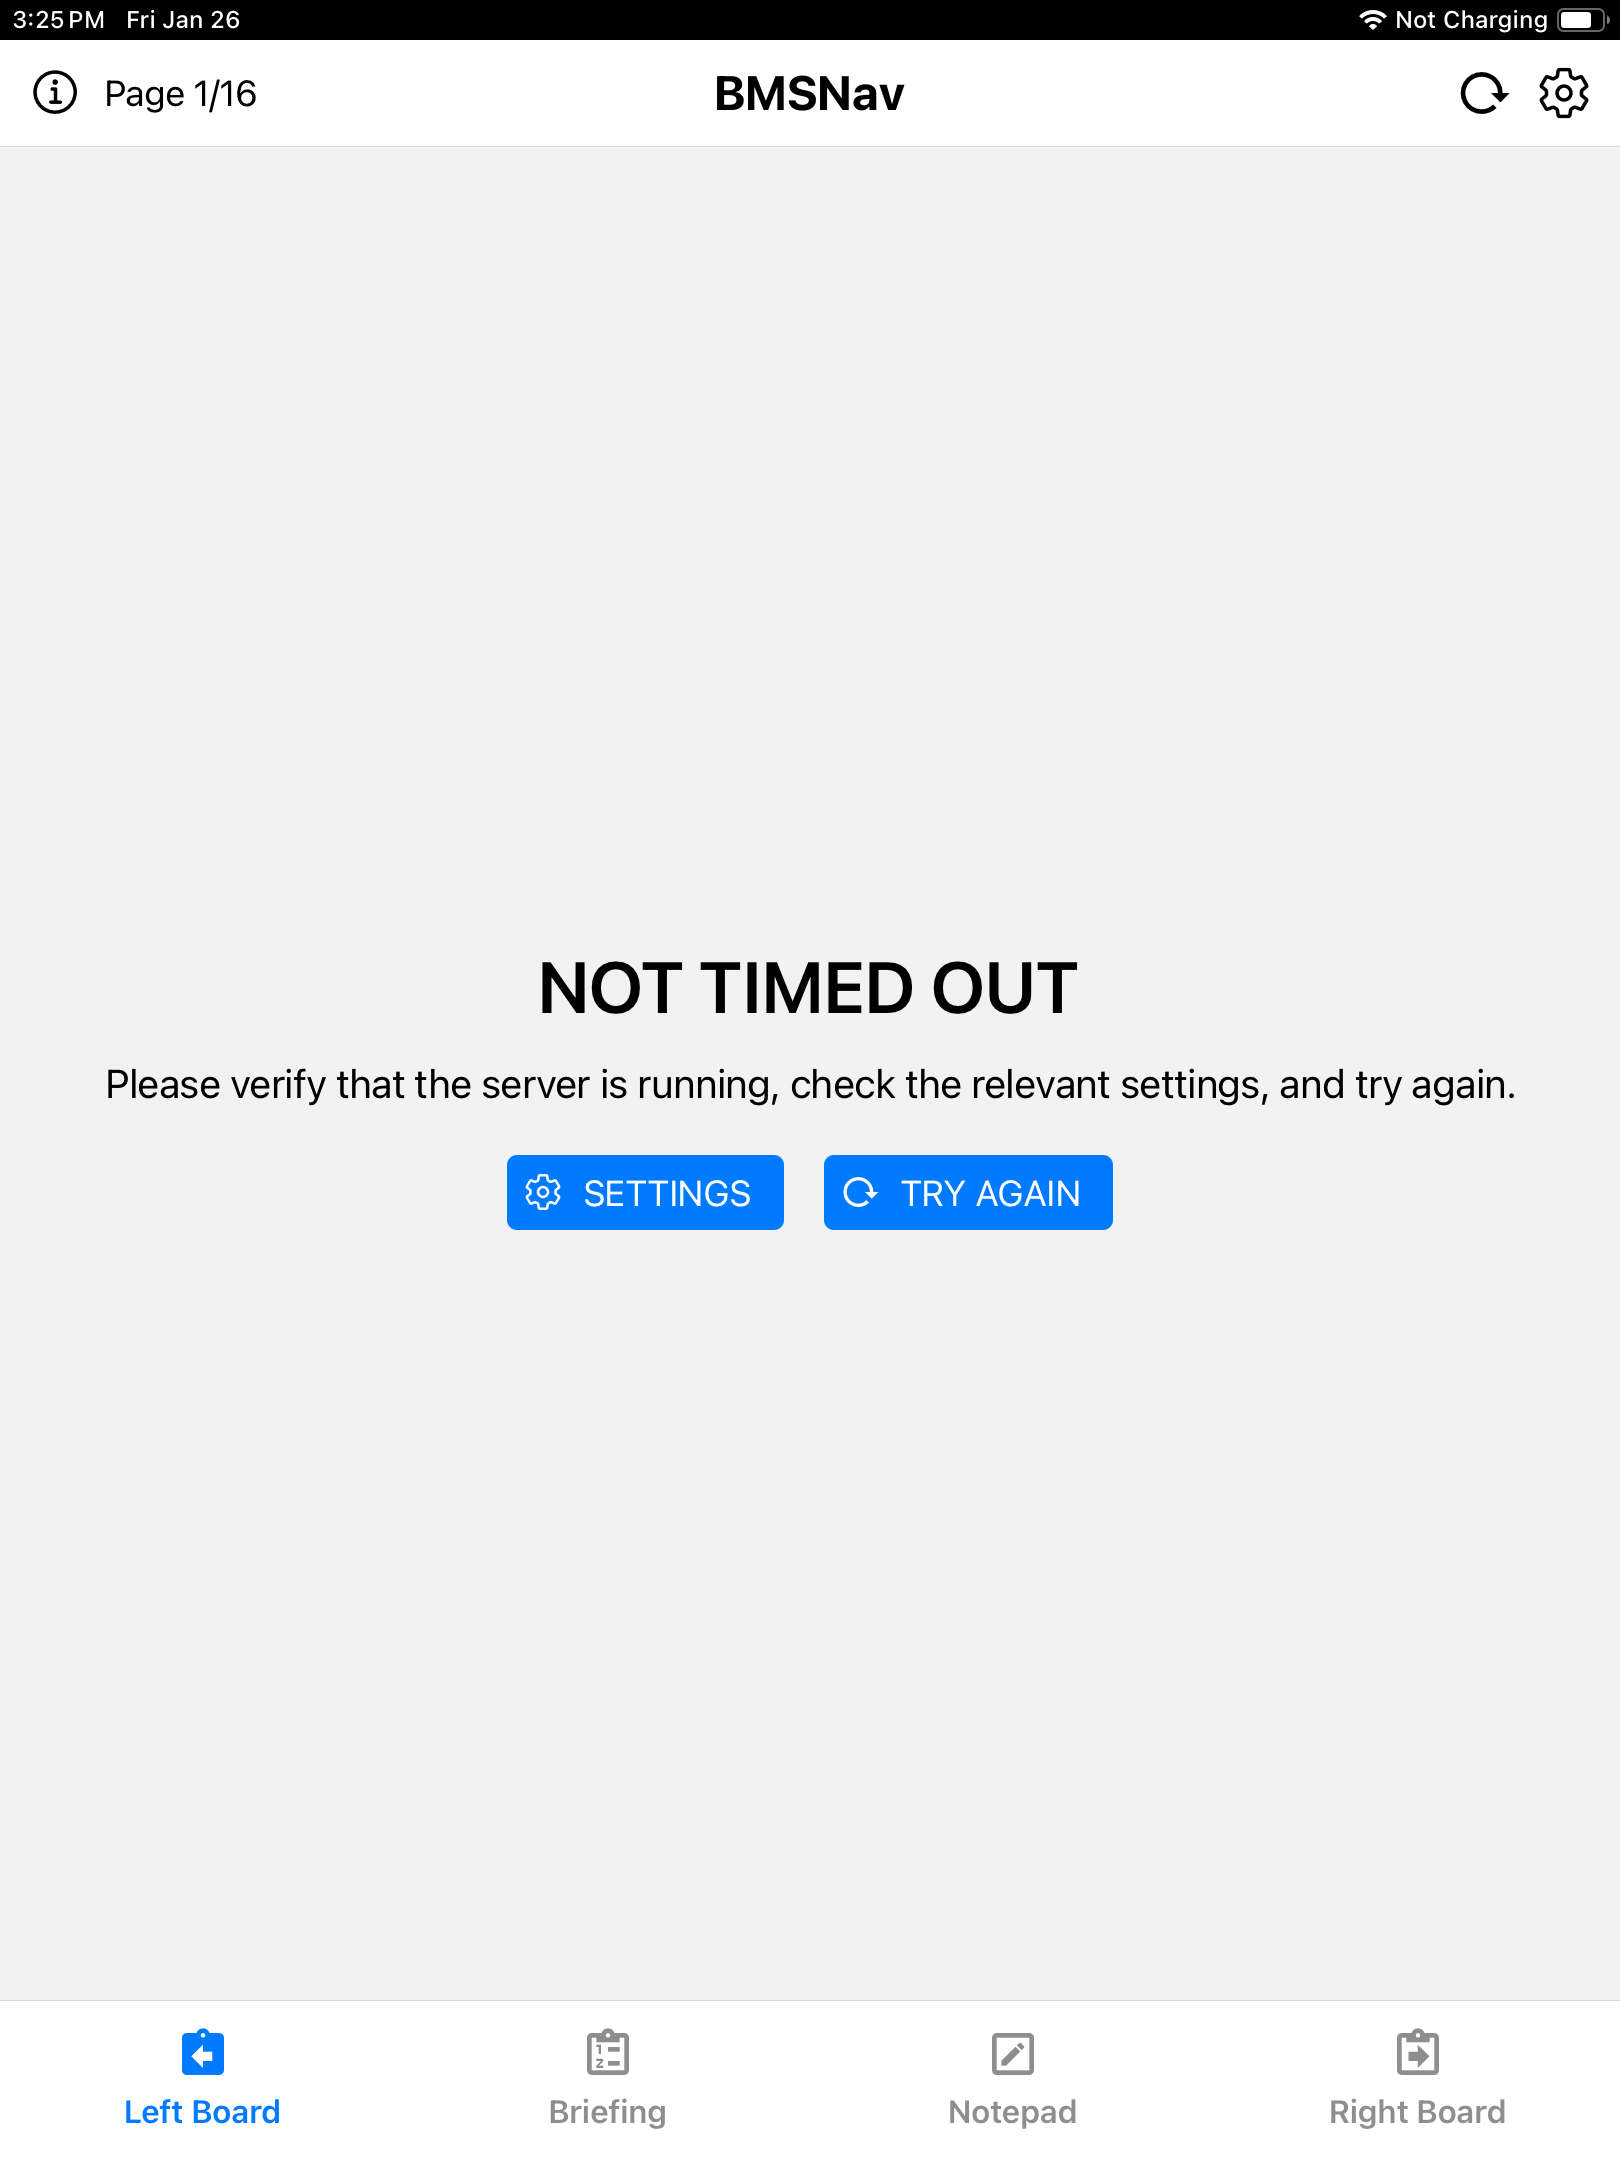 3:25 PM Fri Jan 26 Not Charging
Page 1/16 BMSNav
NOT TIMED OUT
Please verify that the server is running, check the relevant settings, and try again.
SETTINGS TRY AGAIN
Left Board Briefing Notepad Right Board